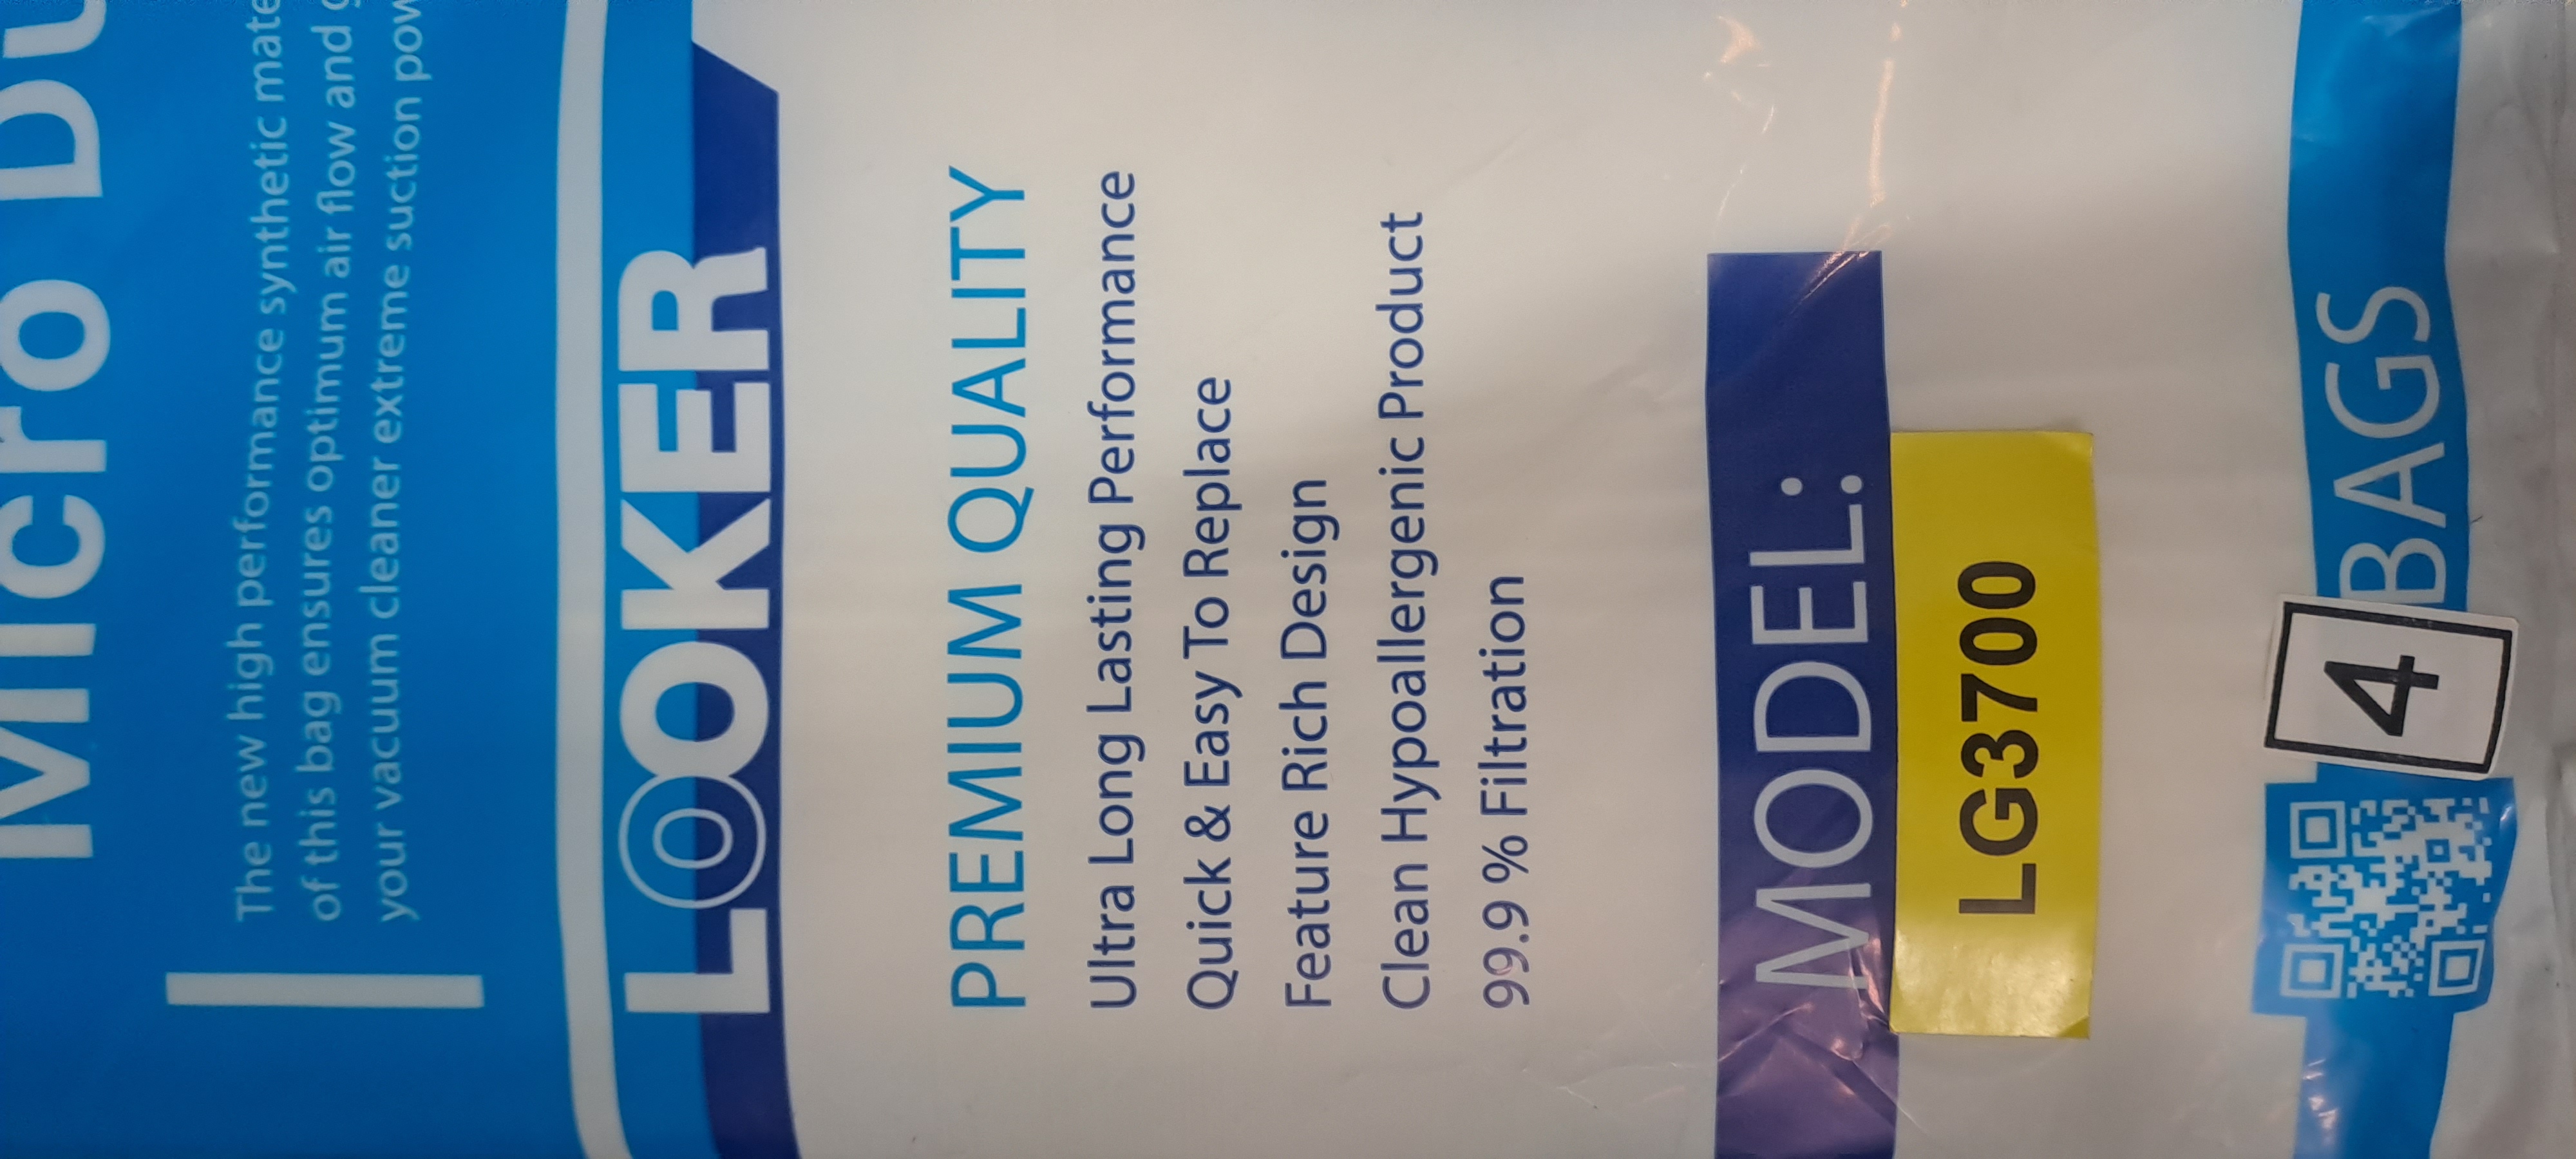 Micro
The new high performance synthetic
of this bag ensures optimum air flow and
your vacuum cleaner extreme suction
LOOKER
PREMIUM QUALITY
Ultra Long Lasting Performance
Quick & Easy To Replace
Feature Rich Design
Clean Hypoallergenic Product
99.9 % Filtration
MODEL:
LG3700
4 BAGS